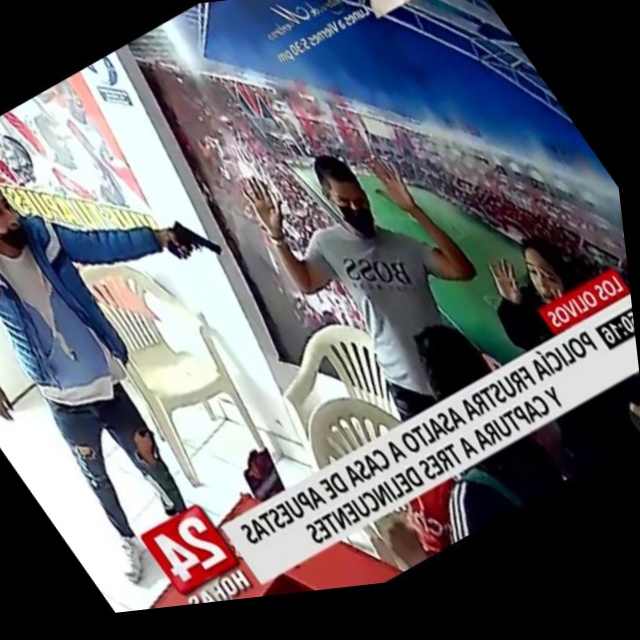 Lunes a Viernes 5:30 pm
BOSS
LOS OLIVOS
POLICÍA FRUSTRA ASALTO A CASA DE APUESTAS
Y CAPTURA A TRES DELINCUENTES
24
HORAS